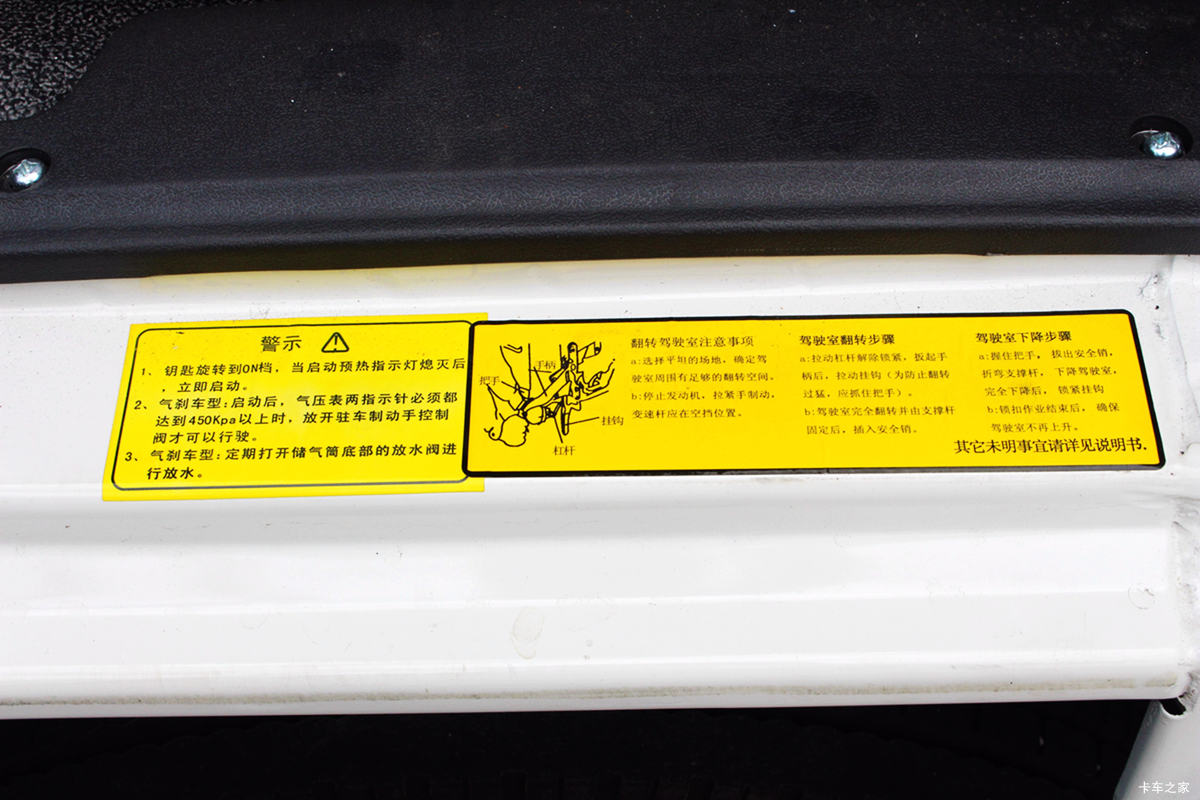 警示
1、钥匙旋转到ON档，当启动预热指示灯熄灭后
，立即启动。
2、气刹车型:启动后，气压表两指示针必须都
达到450Kpa以上时，放开驻车制动手控制
阀才可以行驶。
3、气刹车型:定期打开储气筒底部的放水阀进
行放水。
手柄
把手
挂钩
杠杆
翻转驾驶室注意事项
a:选择平坦的场地，确定驾
驶室周围有足够的翻转空间。
b:停止发动机，拉紧手制动，
变速杆应在空挡位置。
驾驶室翻转步骤
a:拉动杠杆解除锁紧，扳起手
柄后，拉动挂钩（为防止翻转
过猛，应抓住把手）。
b:驾驶室完全翻转并由支撑杆
固定后，插入安全销。
驾驶室下降步骤
a:握住把手，拔出安全销，
折弯支撑杆，下降驾驶室，
完全下降后，锁紧挂钩
b:锁扣作业结束后，确保
驾驶室不再上升。
其它未明事宜请详见说明书.
卡车之家